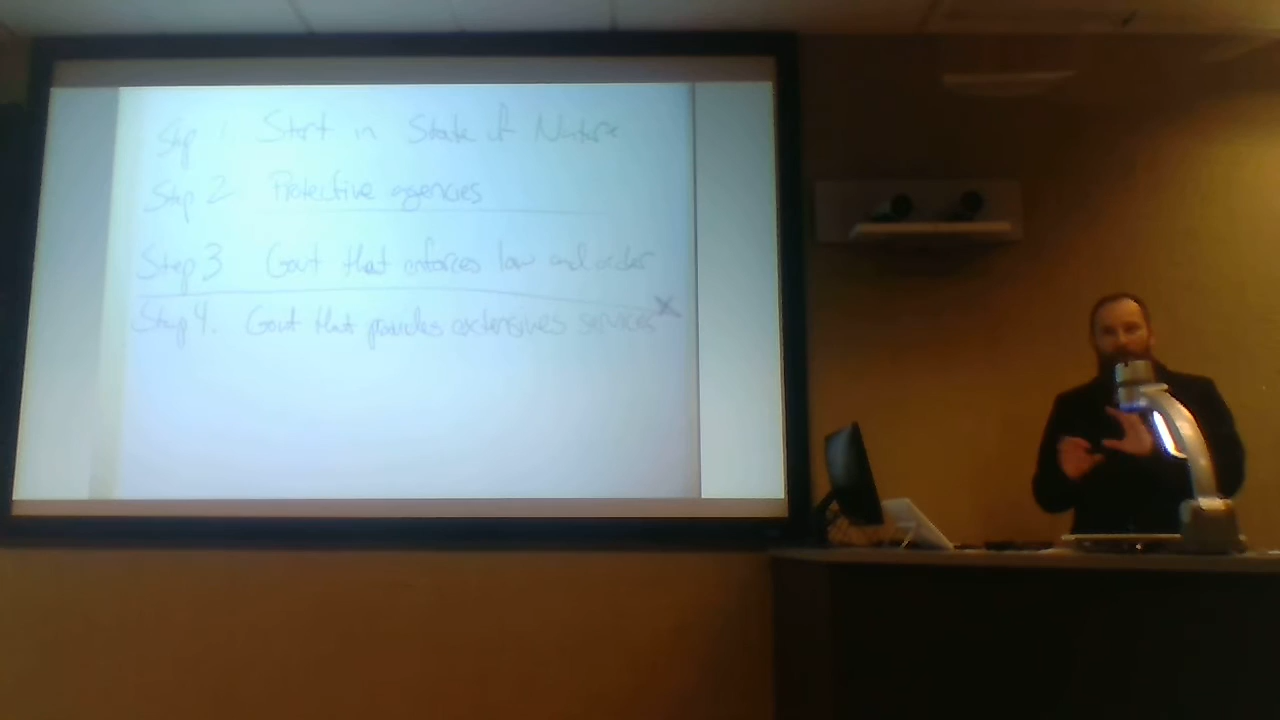 Step 1 Start in State of Nature
Step 2 Protective agencies
Step 3 Govt that enforces law and order
Step 4. Govt that provides extensives services X